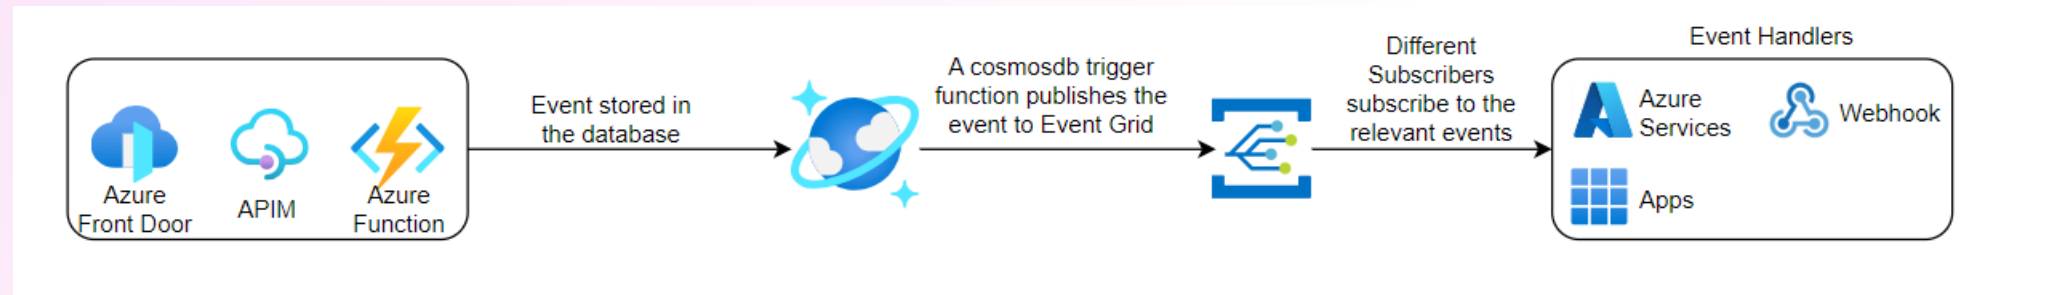 Azure
Front Door
APIM
Azure
Function
Event stored in
the database
A cosmosdb trigger
function publishes the
event to Event Grid
Different
Subscribers
subscribe to the
relevant events
Event Handlers
Azure
Services
Webhook
Apps